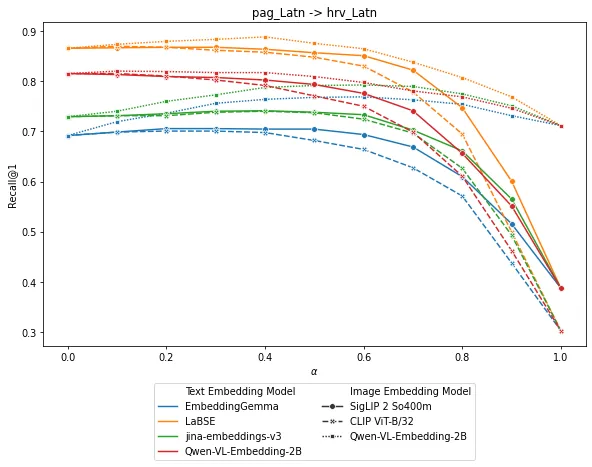 pag_Latn -> hrv_Latn
Recall@1
0.9
0.8
0.7
0.6
0.5
0.4
0.3
0.0 0.2 0.4 0.6 0.8 1.0
α
Text Embedding Model Image Embedding Model
EmbeddingGemma SigLIP 2 So400m
LaBSE CLIP ViT-B/32
jina-embeddings-v3 Qwen-VL-Embedding-2B
Qwen-VL-Embedding-2B